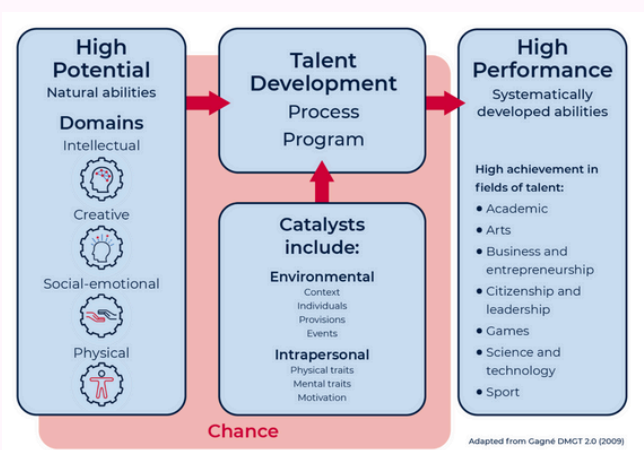 High
Potential
Natural abilities
Domains
Intellectual
Creative
Social-emotional
Physical
Talent
Development
Process
Program
Catalysts
include:
Environmental
Context
Individuals
Provisions
Events
Intrapersonal
Physical traits
Mental traits
Motivation
Chance
High
Performance
Systematically
developed abilities
High achievement in
fields of talent:
● Academic
● Arts
● Business and
entrepreneurship
● Citizenship and
leadership
● Games
● Science and
technology
● Sport
Adapted from Gagné DMGT 2.0 (2009)